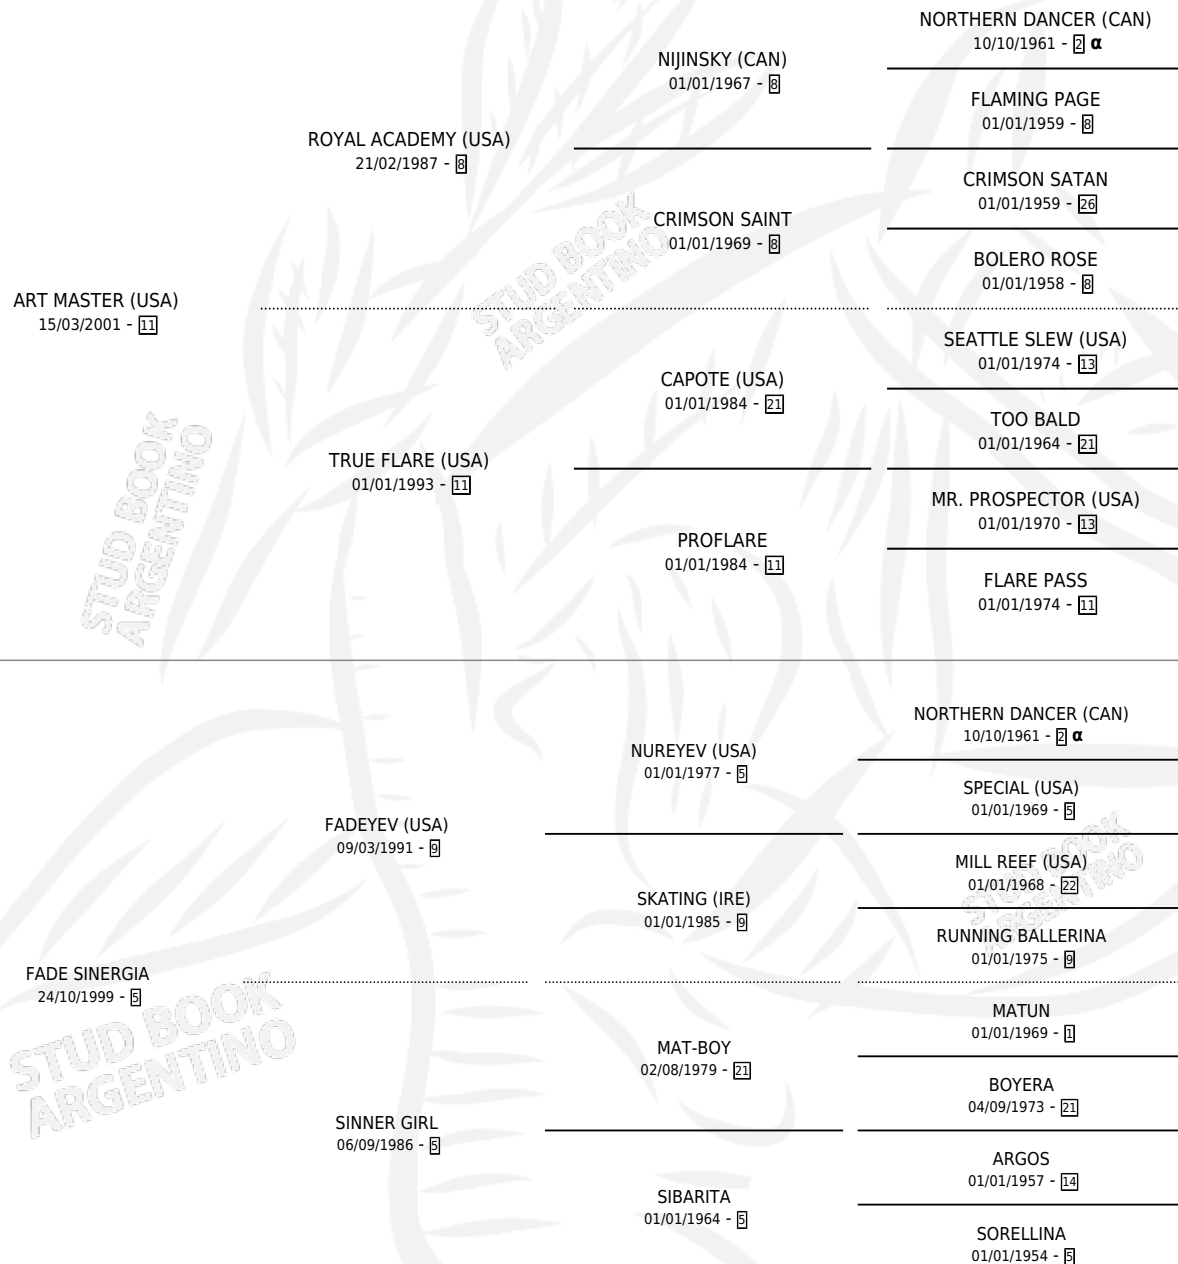 NORTHERN DANCER (CAN)
10/10/1961 - 2 α
NIJINSKY (CAN)
01/01/1967 - 8
FLAMING PAGE
01/01/1959 - 8
ROYAL ACADEMY (USA)
21/02/1987 - 8
CRIMSON SATAN
01/01/1959 - 26
CRIMSON SAINT
01/01/1969 - 8
BOLERO ROSE
01/01/1958 - 8
STUD BOOK
ARGENTINO
ART MASTER (USA)
15/03/2001 - 11
SEATTLE SLEW (USA)
01/01/1974 - 13
CAPOTE (USA)
01/01/1984 - 21
TOO BALD
01/01/1964 - 21
TRUE FLARE (USA)
01/01/1993 - 11
MR. PROSPECTOR (USA)
01/01/1970 - 13
PROFLARE
01/01/1984 - 11
FLARE PASS
01/01/1974 - 11
STUD BOOK
ARGENTINO
NORTHERN DANCER (CAN)
10/10/1961 - 2 α
NUREYEV (USA)
01/01/1977 - 5
SPECIAL (USA)
01/01/1969 - 5
FADEYEV (USA)
09/03/1991 - 9
MILL REEF (USA)
01/01/1968 - 22
SKATING (IRE)
01/01/1985 - 9
RUNNING BALLERINA
01/01/1975 - 9
STUD BOOK
ARGENTINO
FADE SINERGIA
24/10/1999 - 5
MATUN
01/01/1969 - 1
MAT-BOY
02/08/1979 - 21
BOYERA
04/09/1973 - 21
STUD BOOK
ARGENTINO
SINNER GIRL
06/09/1986 - 5
ARGOS
01/01/1957 - 14
SIBARITA
01/01/1964 - 5
SORELLINA
01/01/1954 - 5